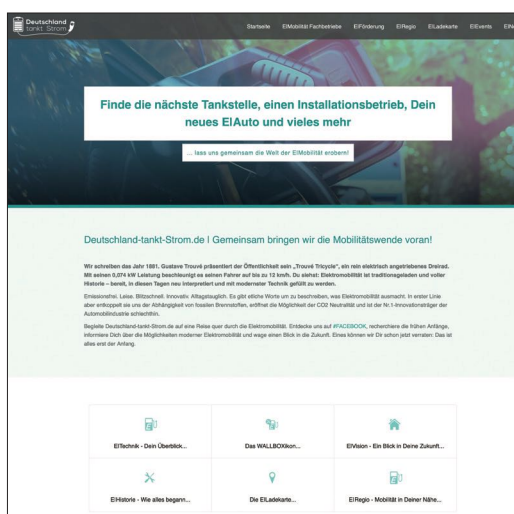 Deutschland
tankt Strom
Startseite ElMobilität Fachbetriebe ElFörderung ElRegio ElLadekarte ElEvents ElNe
Finde die nächste Tankstelle, einen Installationsbetrieb, Dein
neues ElAuto und vieles mehr
... lass uns gemeinsam die Welt der ElMobilität erobern!
Deutschland-tankt-Strom.de I Gemeinsam bringen wir die Mobilitätswende voran!
Wir schreiben das Jahr 1881. Gustave Trouvé präsentiert der Öffentlichkeit sein „Trouvé Tricycle“, ein rein elektrisch angetriebenes Dreirad.
Mit seinen 0,074 kW Leistung beschleunigt es seinen Fahrer auf bis zu 12 km/h. Du siehst: Elektromobilität ist traditionsgeladen und voller
Historie – bereit, in diesen Tagen neu interpretiert und mit modernster Technik gefüllt zu werden.
Emissionsfrei. Leise. Blitzschnell. Innovativ. Alltagstauglich. Es gibt etliche Worte um zu beschreiben, was Elektromobilität ausmacht. In erster Linie
aber entkoppelt sie uns der Abhängigkeit von fossilen Brennstoffen, eröffnet die Möglichkeit der CO2 Neutralität und ist der Nr.1-Innovationsträger der
Automobilindustrie schlechthin.
Begleite Deutschland-tankt-Strom.de auf eine Reise quer durch die Elektromobilität. Entdecke uns auf #FACEBOOK, recherchiere die frühen Anfänge,
informiere Dich über die Möglichkeiten moderner Elektromobilität und wage einen Blick in die Zukunft. Eines können wir Dir schon jetzt verraten: Das ist
alles erst der Anfang.
ElTechnik - Dein Überblick...
Das WALLBOXikon...
ElVision - Ein Blick in Deine Zukunft...
ElHistorie - Wie alles begann...
Die ElLadekarte...
ElRegio - Mobilität in Deiner Nähe...